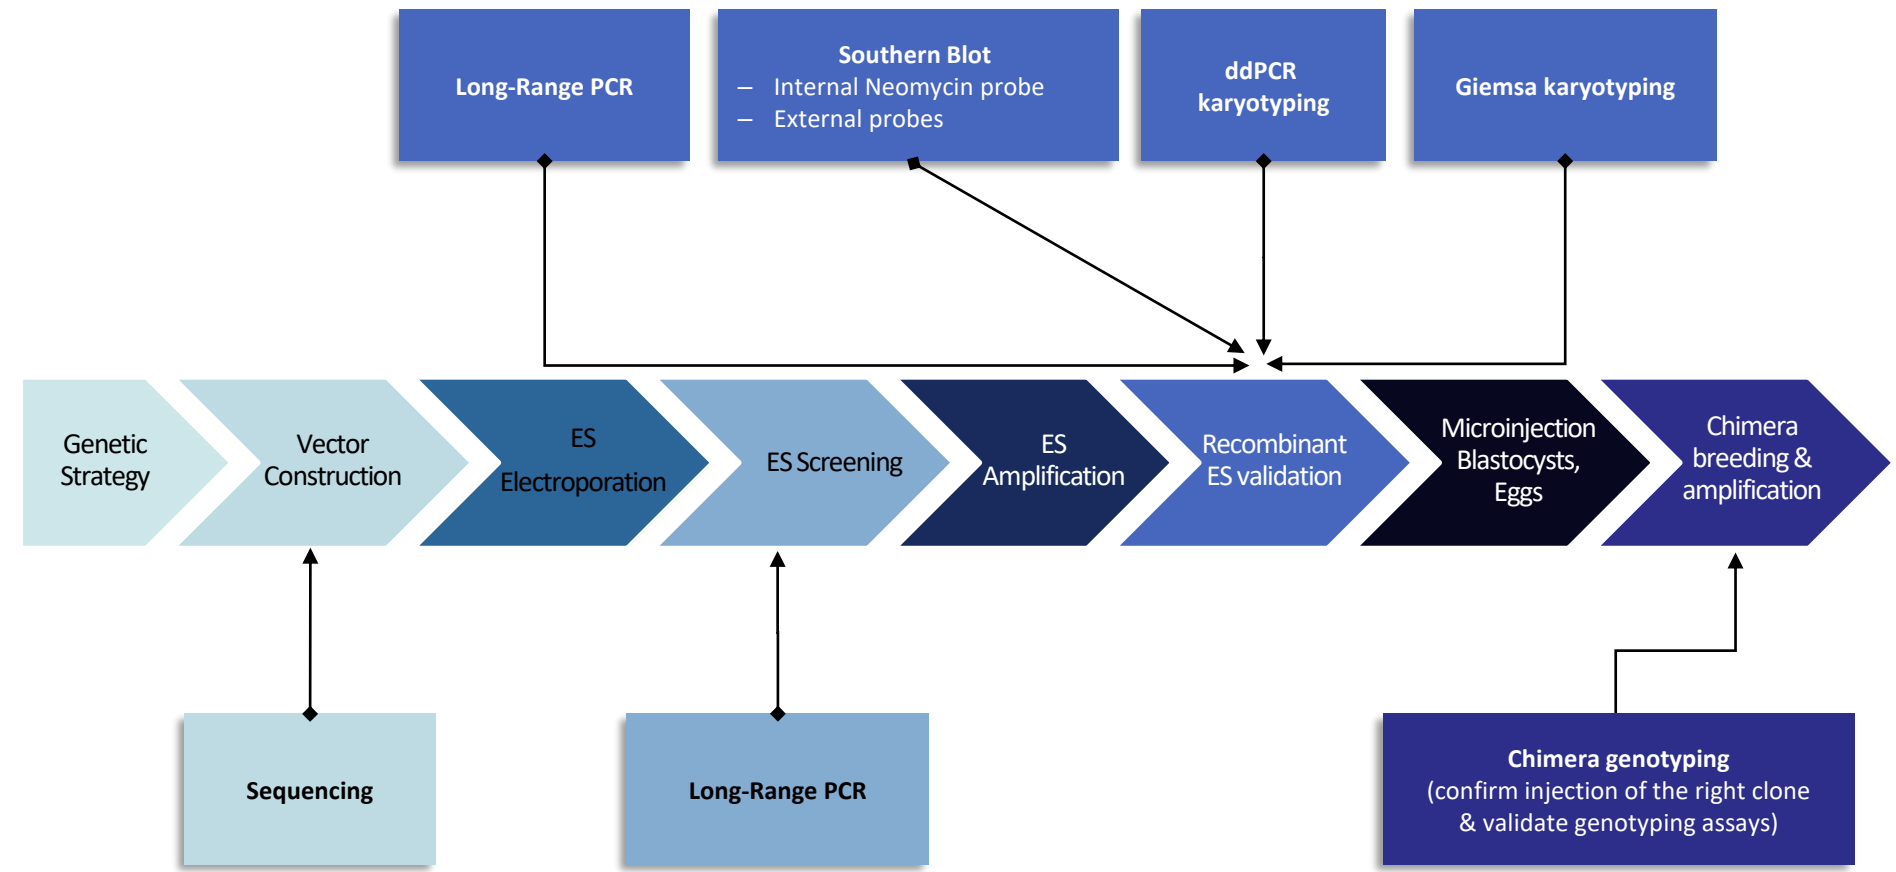 Long-Range PCR
Southern Blot
– Internal Neomycin probe
– External probes
ddPCR
karyotyping
Giemsa karyotyping
Genetic
Strategy
Vector
Construction
ES
Electroporation
ES Screening
ES
Amplification
Recombinant
ES validation
Microinjection
Blastocysts,
Eggs
Chimera
breeding &
amplification
Sequencing
Long-Range PCR
Chimera genotyping
(confirm injection of the right clone
& validate genotyping assays)